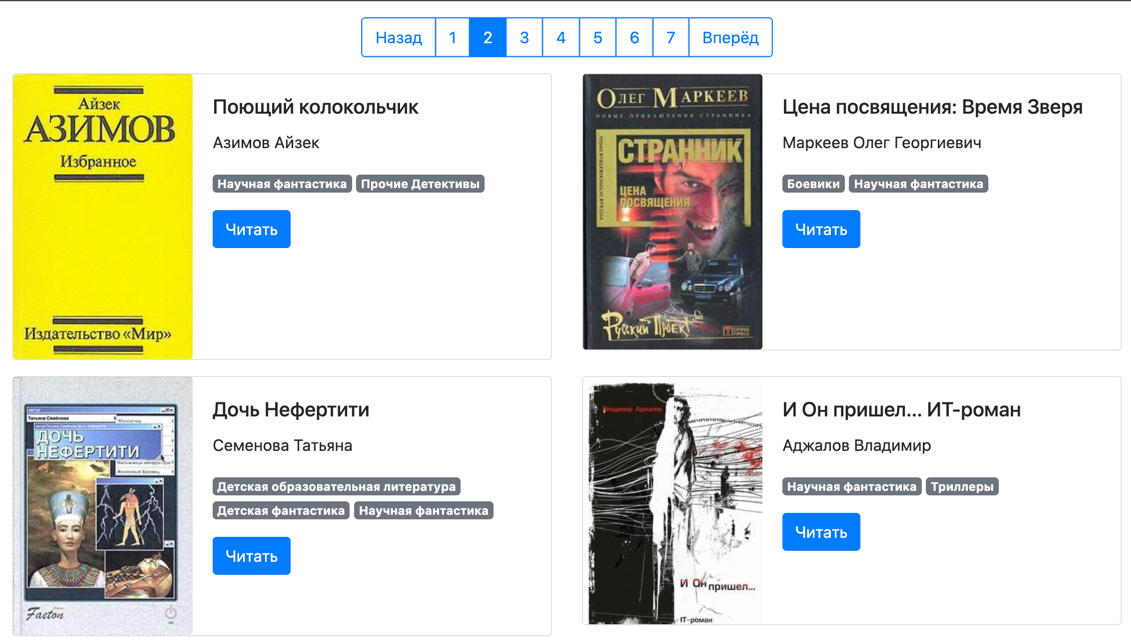 Назад 1 2 3 4 5 6 7 Вперёд
Айзек
АЗИМОВ
Избранное
Издательство «Мир»
Поющий колокольчик
Азимов Айзек
Научная фантастика Прочие Детективы
Читать
ОЛЕГ МАРКЕЕВ
НОВЫЕ ПРИКЛЮЧЕНИЯ СТРАННИКА
СТРАННИК
ЦЕНА
ПОСВЯЩЕНИЯ
Русский Проект
ОЛМА
ПРЕСС
Цена посвящения: Время Зверя
Маркеев Олег Георгиевич
Боевики Научная фантастика
Читать
Татьяна Семёнова
ДОЧЬ
НЕФЕРТИТИ
Faeton
Дочь Нефертити
Семенова Татьяна
Детская образовательная литература
Детская фантастика Научная фантастика
Читать
Владимир Аджалов
И Он пришел...
IT-роман
И Он пришел... ИТ-роман
Аджалов Владимир
Научная фантастика Триллеры
Читать